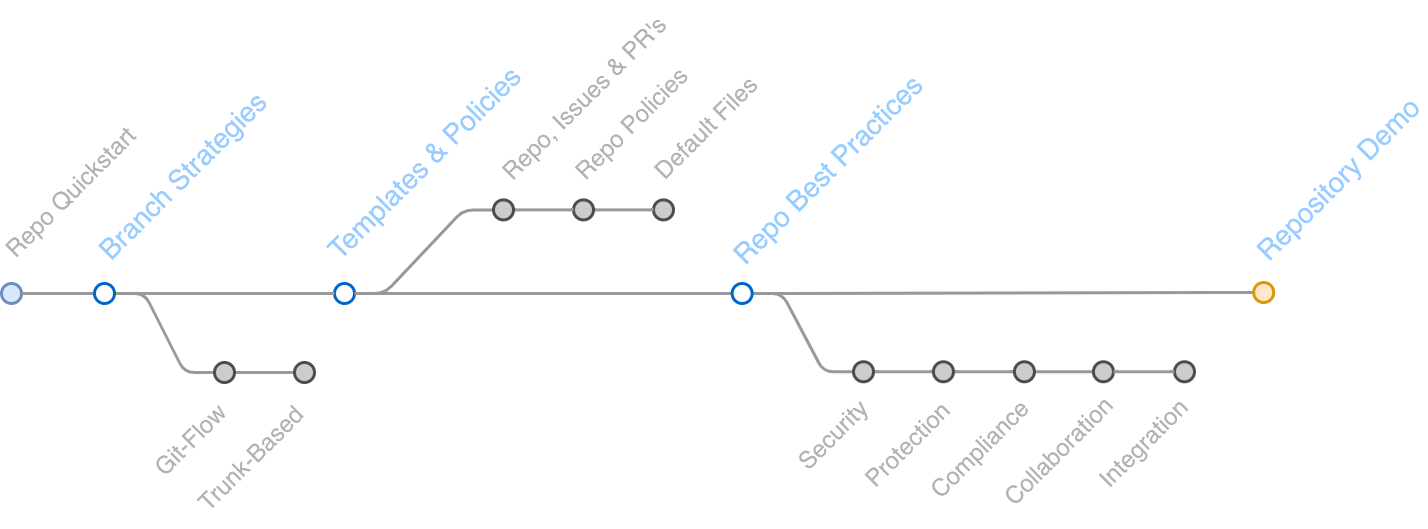 Repo Quickstart
Branch Strategies
Git-Flow
Trunk-Based
Templates & Policies
Repo, Issues & PR's
Repo Policies
Default Files
Repo Best Practices
Security
Protection
Compliance
Collaboration
Integration
Repository Demo